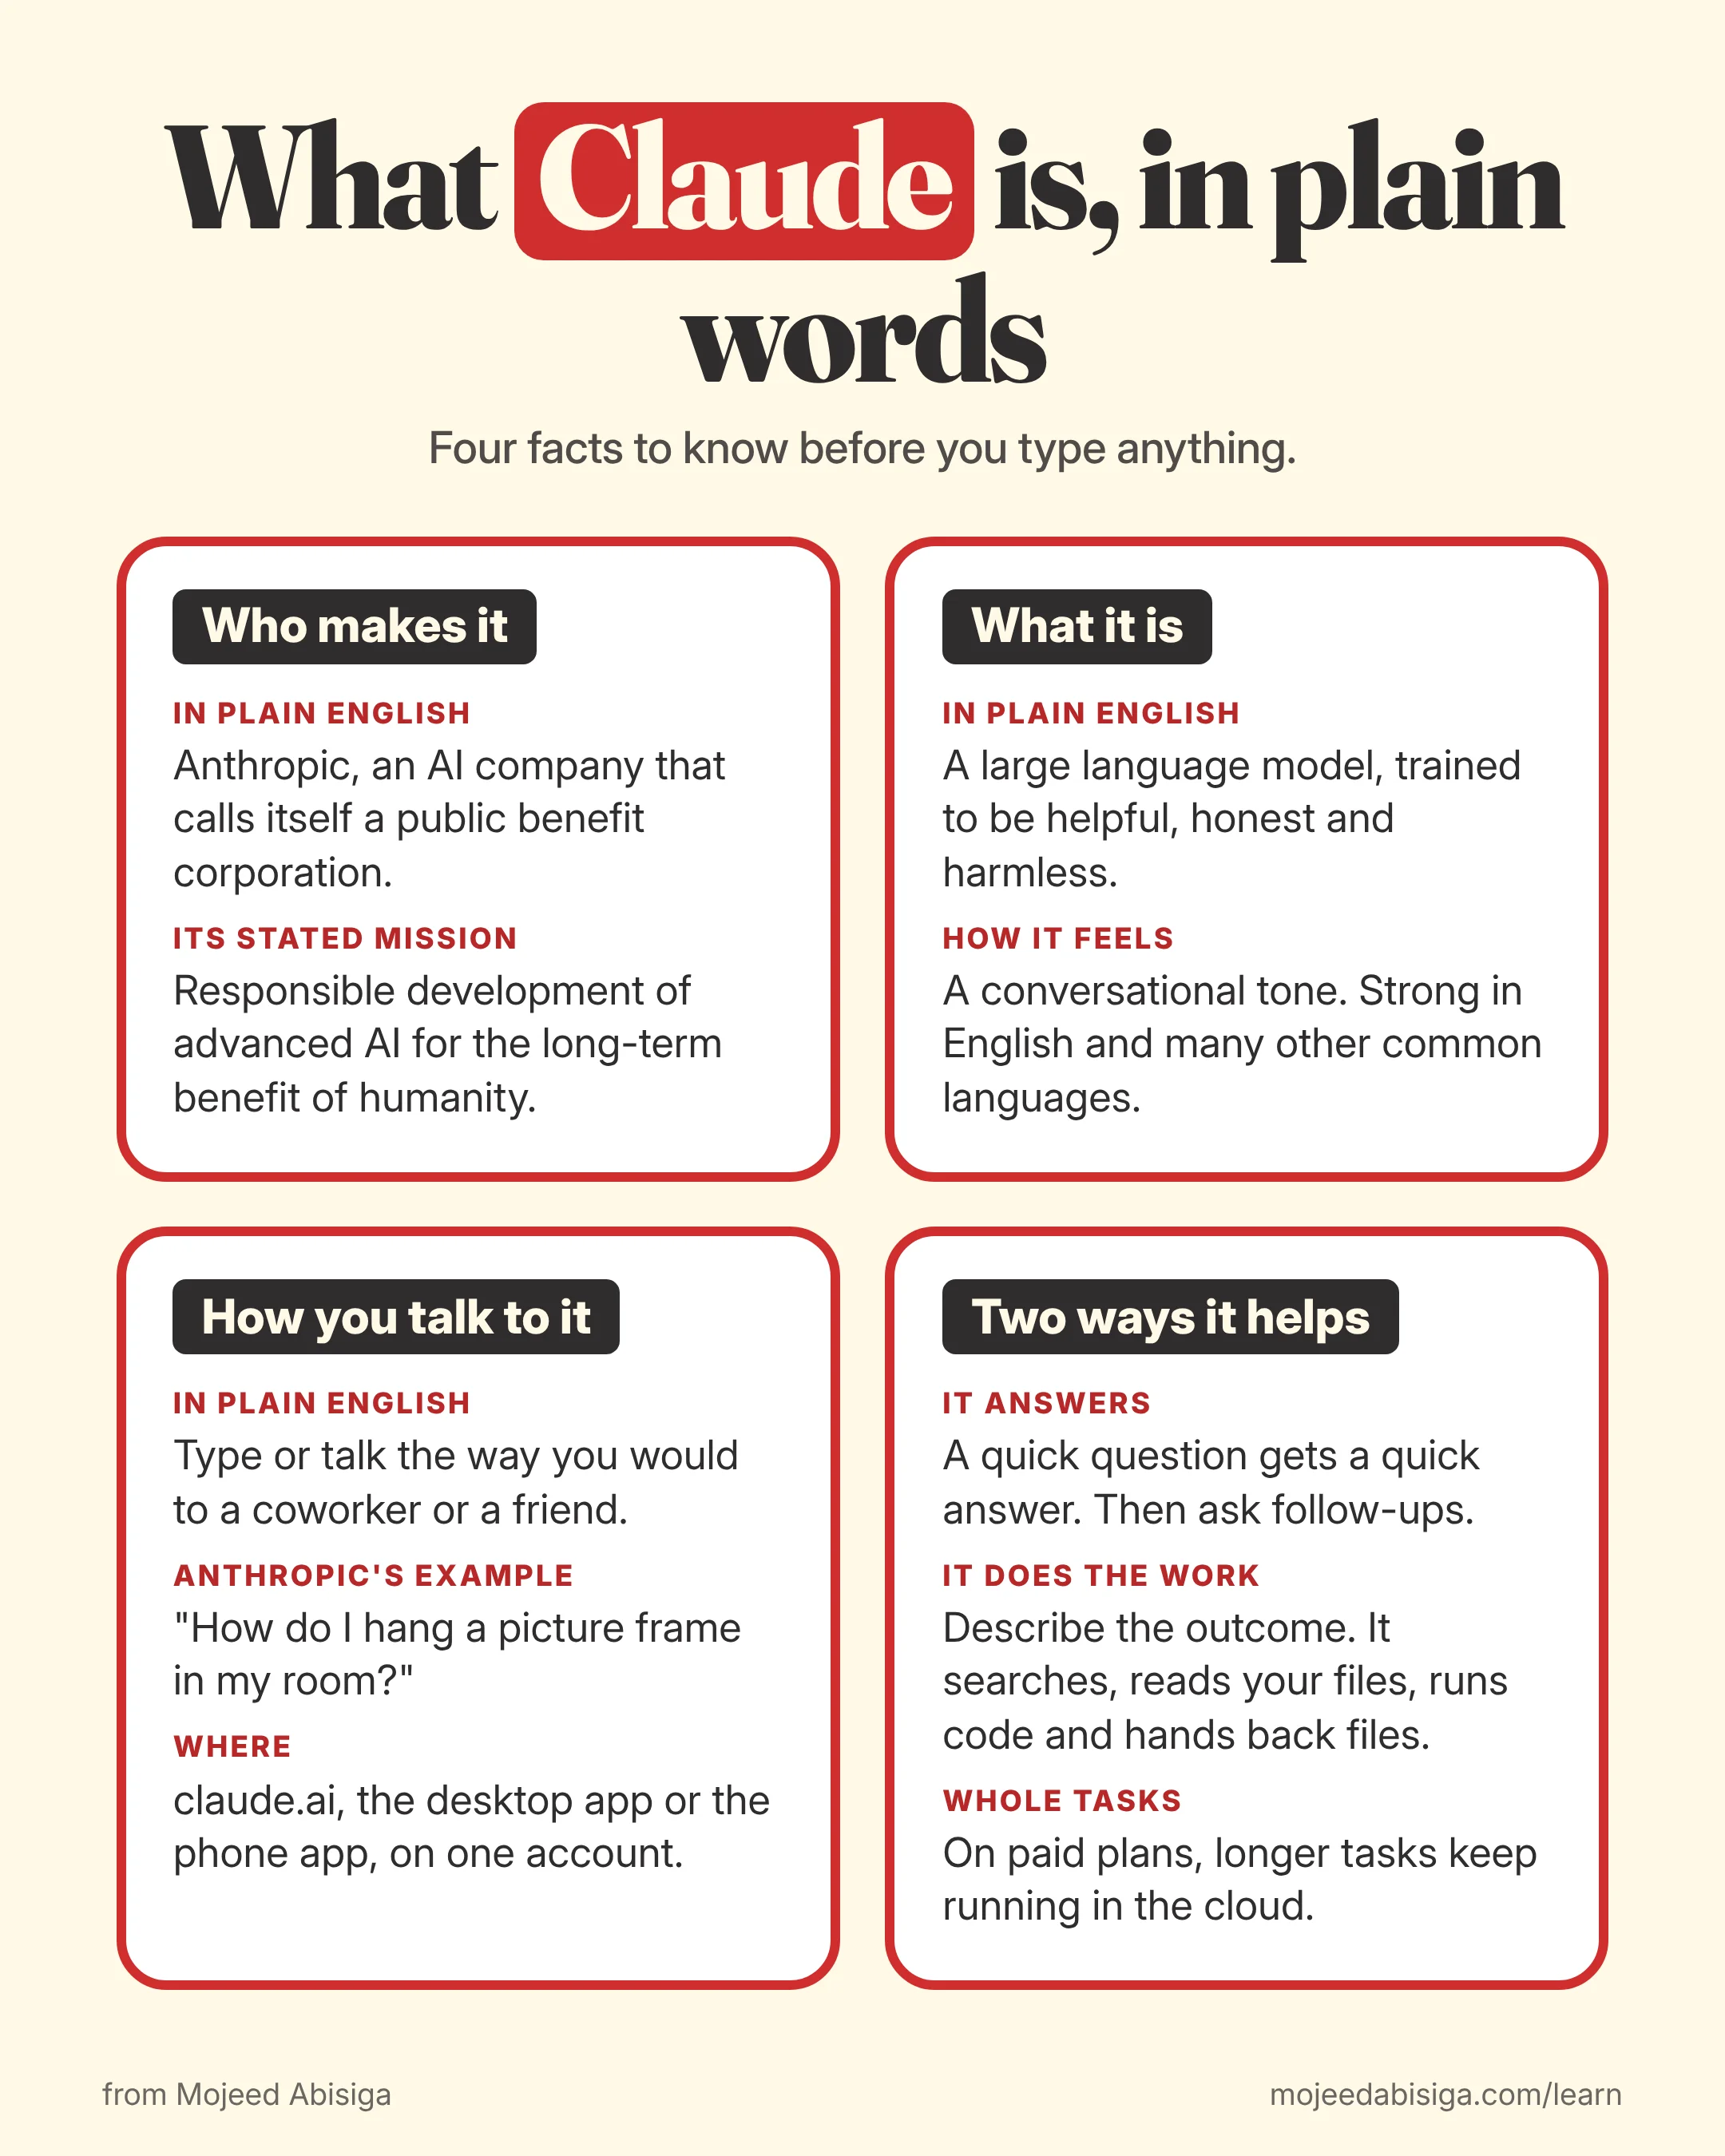 What Claude is, in plain
words
Four facts to know before you type anything.
Who makes it
IN PLAIN ENGLISH
Anthropic, an AI company that
calls itself a public benefit
corporation.
ITS STATED MISSION
Responsible development of
advanced AI for the long-term
benefit of humanity.
What it is
IN PLAIN ENGLISH
A large language model, trained
to be helpful, honest and
harmless.
HOW IT FEELS
A conversational tone. Strong in
English and many other common
languages.
How you talk to it
IN PLAIN ENGLISH
Type or talk the way you would
to a coworker or a friend.
ANTHROPIC'S EXAMPLE
"How do I hang a picture frame
in my room?"
WHERE
claude.ai, the desktop app or the
phone app, on one account.
Two ways it helps
IT ANSWERS
A quick question gets a quick
answer. Then ask follow-ups.
IT DOES THE WORK
Describe the outcome. It
searches, reads your files, runs
code and hands back files.
WHOLE TASKS
On paid plans, longer tasks keep
running in the cloud.
from Mojeed Abisiga
mojeedabisiga.com/learn